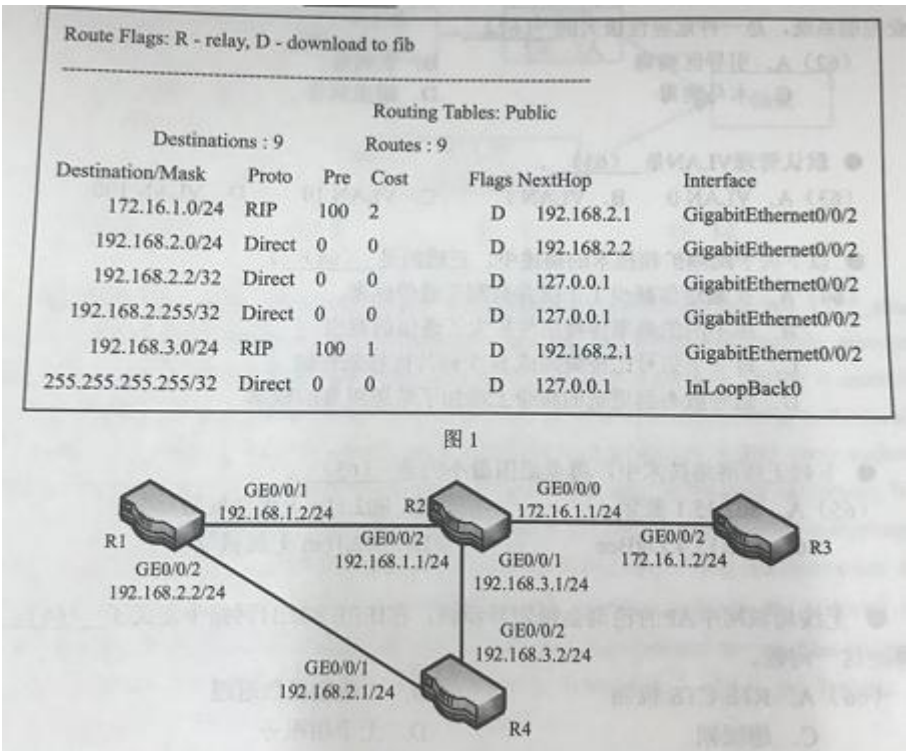 Route Flags: R - relay, D - download to fib
Routing Tables: Public
Destinations : 9 Routes : 9
Destination/Mask Proto Pre Cost Flags NextHop Interface
172.16.1.0/24 RIP 100 2 D 192.168.2.1 GigabitEthernet0/0/2
192.168.2.0/24 Direct 0 0 D 192.168.2.2 GigabitEthernet0/0/2
192.168.2.2/32 Direct 0 0 D 127.0.0.1 GigabitEthernet0/0/2
192.168.2.255/32 Direct 0 0 D 127.0.0.1 GigabitEthernet0/0/2
192.168.3.0/24 RIP 100 1 D 192.168.2.1 GigabitEthernet0/0/2
255.255.255.255/32 Direct 0 0 D 127.0.0.1 InLoopBack0
图 1
R1
GE0/0/1
192.168.1.2/24
R2
GE0/0/0
172.16.1.1/24
GE0/0/2
192.168.1.1/24
GE0/0/2
172.16.1.2/24
R3
GE0/0/2
192.168.2.2/24
GE0/0/1
192.168.3.1/24
GE0/0/2
192.168.3.2/24
GE0/0/1
192.168.2.1/24
R4